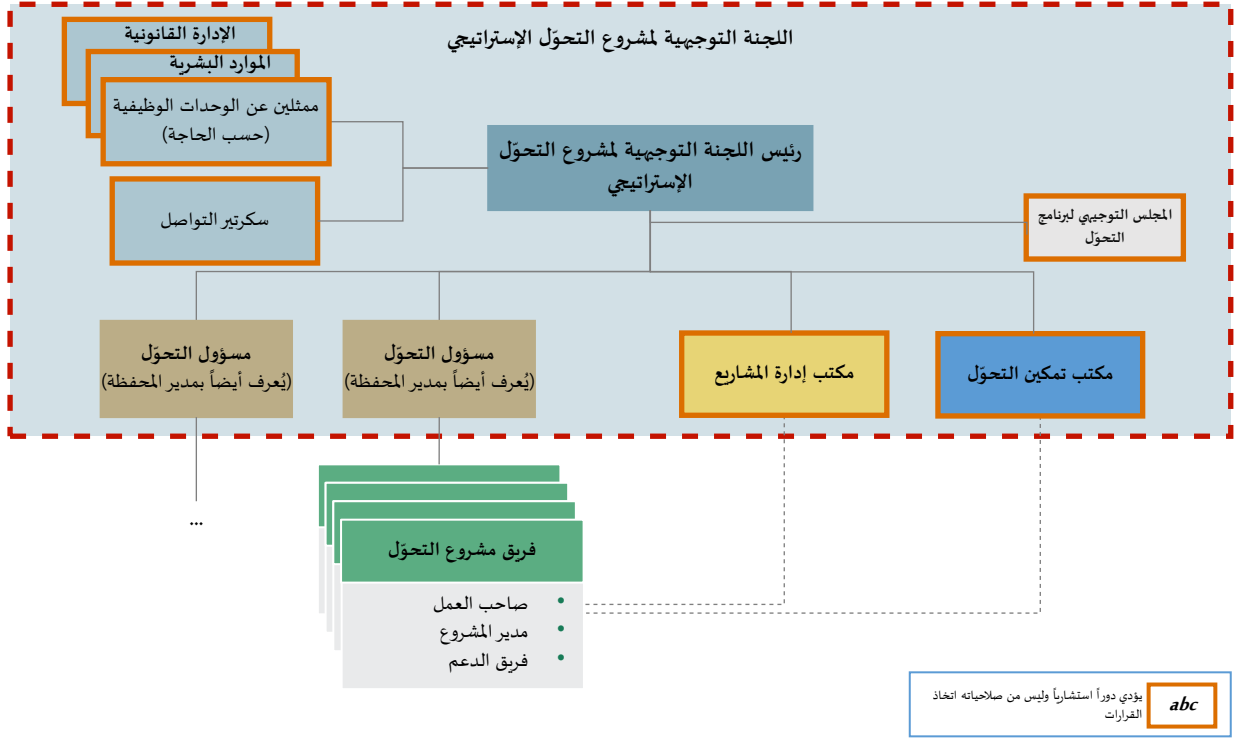 اللجنة التوجيهية لمشروع التحوّل الإستراتيجي
الإدارة القانونية
الموارد البشرية
ممثلين عن الوحدات الوظيفية
(حسب الحاجة)
رئيس اللجنة التوجيهية لمشروع التحوّل
الإستراتيجي
سكرتير التواصل
المجلس التوجيهي لبرنامج
التحوّل
مكتب تمكين التحوّل
مكتب إدارة المشاريع
مسؤول التحوّل
(يُعرف أيضاً بمدير المحفظة)
مسؤول التحوّل
(يُعرف أيضاً بمدير المحفظة)
...
فريق مشروع التحوّل
• صاحب العمل
• مدير المشروع
• فريق الدعم
abc
يؤدي دوراً استشارياً وليس من صلاحياته اتخاذ
القرارات